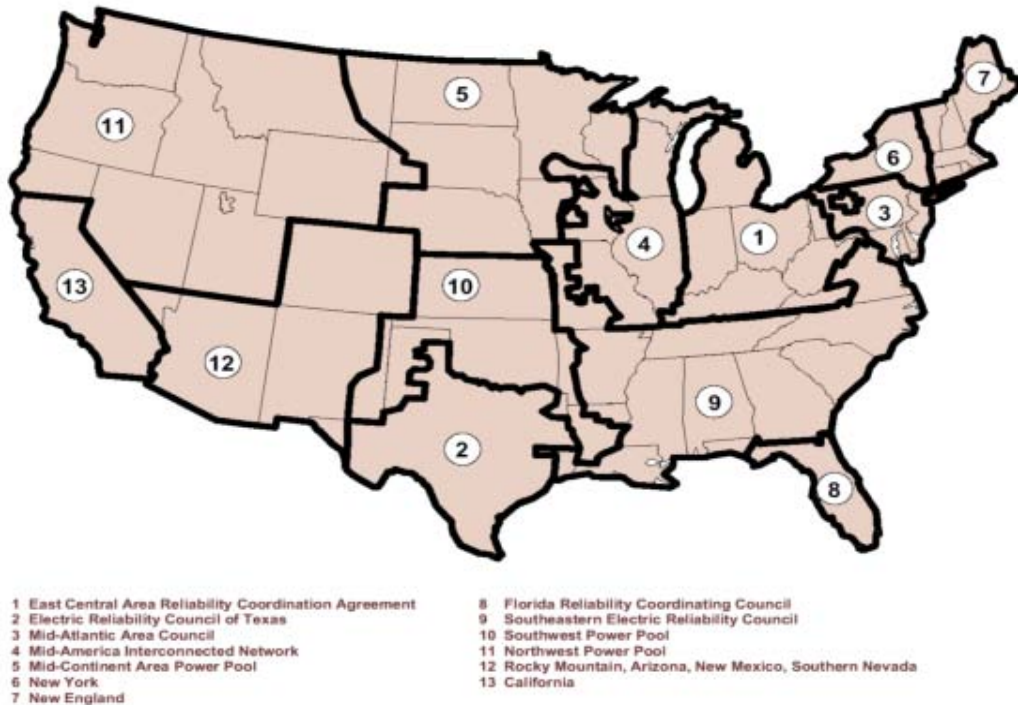 7
5
11
6
3
4
1
13
10
12
9
2
8
1 East Central Area Reliability Coordination Agreement
2 Electric Reliability Council of Texas
3 Mid-Atlantic Area Council
4 Mid-America Interconnected Network
5 Mid-Continent Area Power Pool
6 New York
7 New England
8 Florida Reliability Coordinating Council
9 Southeastern Electric Reliability Council
10 Southwest Power Pool
11 Northwest Power Pool
12 Rocky Mountain, Arizona, New Mexico, Southern Nevada
13 California